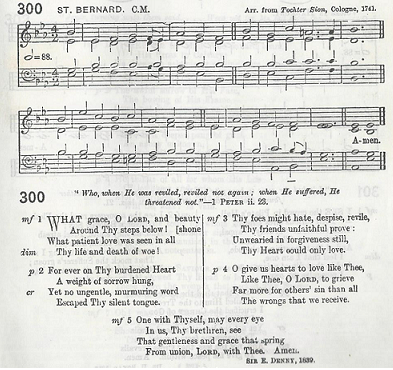 300 ST. BERNARD. C.M. Arr. from Tochter Sion, Cologne, 1741.
=88.
A-men.
300
"Who, when He was reviled, reviled not again; when He suffered, He
threatened not."—1 PETER ii. 23.
mf 1 WHAT grace, O LORD, and beauty
Around Thy steps below! [shone
What patient love was seen in all
dim Thy life and death of woe!
p 2 For ever on Thy burdened Heart
A weight of sorrow hung,
cr Yet no ungentle, murmuring word
Escaped Thy silent tongue.
mf 3 Thy foes might hate, despise, revile,
Thy friends unfaithful prove:
Unwearied in forgiveness still,
Thy Heart could only love.
p 4 O give us hearts to love like Thee,
Like Thee, O LORD, to grieve
Far more for others' sin than all
The wrongs that we receive.
mf 5 One with Thyself, may every eye
In us, Thy brethren, see
That gentleness and grace that spring
From union, LORD, with Thee. Amen.
SIR E. DENNY, 1839.